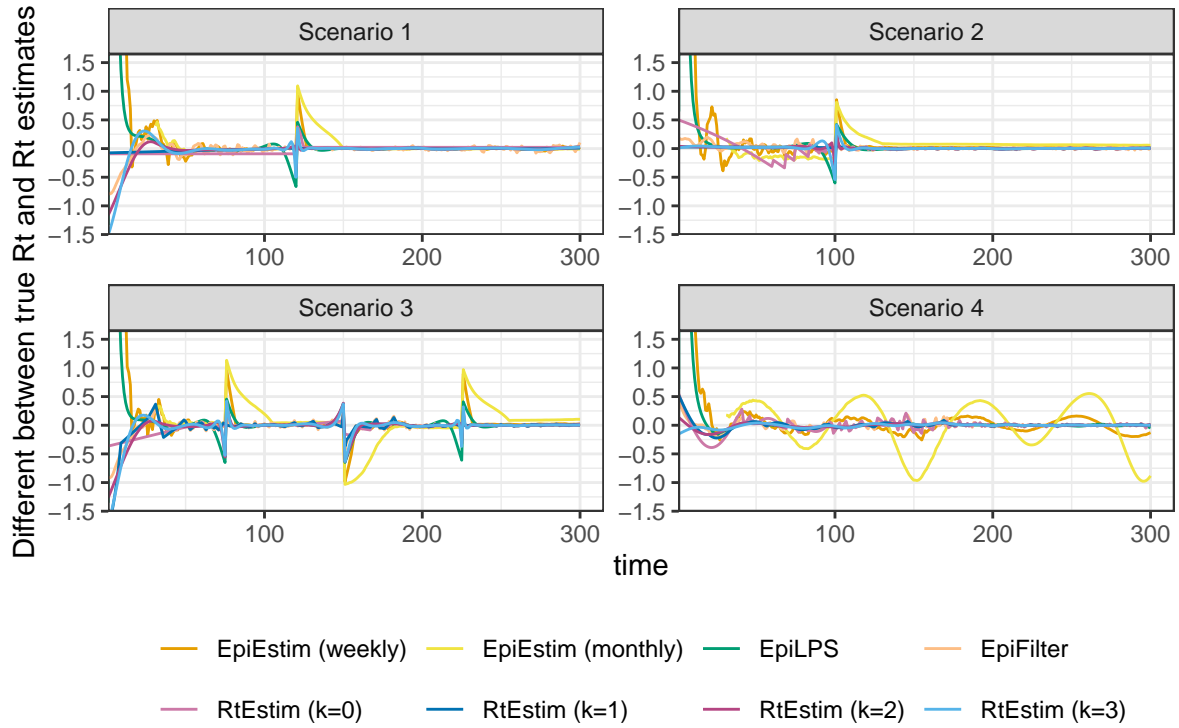 Different between true Rt and Rt estimates
Scenario 1
Scenario 2
1.5
1.0
0.5
0.0
−0.5
−1.0
−1.5
100
200
300
1.5
1.0
0.5
0.0
−0.5
−1.0
−1.5
100
200
300
Scenario 3
Scenario 4
1.5
1.0
0.5
0.0
−0.5
−1.0
−1.5
100
200
300
1.5
1.0
0.5
0.0
−0.5
−1.0
−1.5
100
200
300
time
EpiEstim (weekly)
EpiEstim (monthly)
EpiLPS
EpiFilter
RtEstim (k=0)
RtEstim (k=1)
RtEstim (k=2)
RtEstim (k=3)